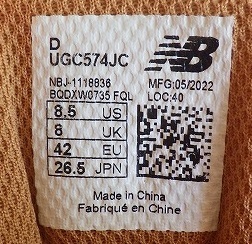 D
UGC574JC
NB
NBJ-1118836
BQDXW0735 FQL
MFG:05/2022
LOC:40
8.5 US
8 UK
42 EU
26.5 JPN
Made in China
Fabriqué en Chine